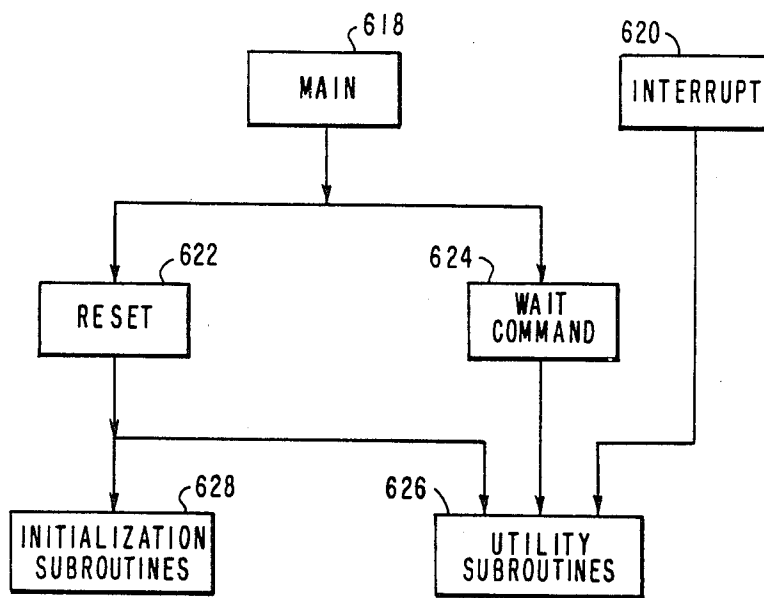 618
MAIN
620
INTERRUPT
622
RESET
624
WAIT
COMMAND
628
INITIALIZATION
SUBROUTINES
626
UTILITY
SUBROUTINES